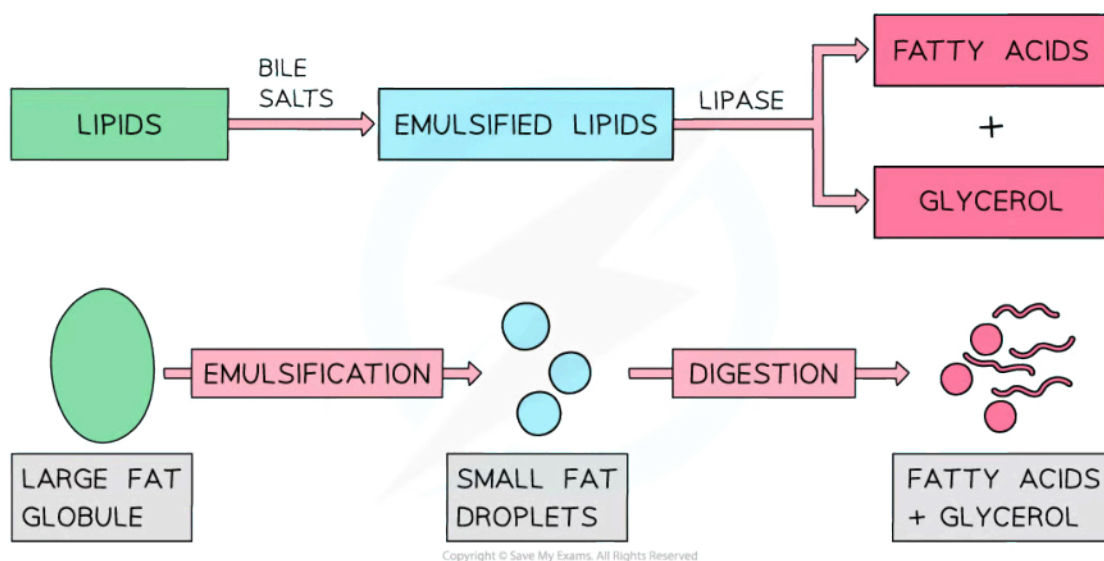 BILE
SALTS
LIPIDS
EMULSIFIED LIPIDS
LIPASE
FATTY ACIDS
+
GLYCEROL
EMULSIFICATION
DIGESTION
LARGE FAT
GLOBULE
SMALL FAT
DROPLETS
FATTY ACIDS
+ GLYCEROL
Copyright © Save My Exams. All Rights Reserved